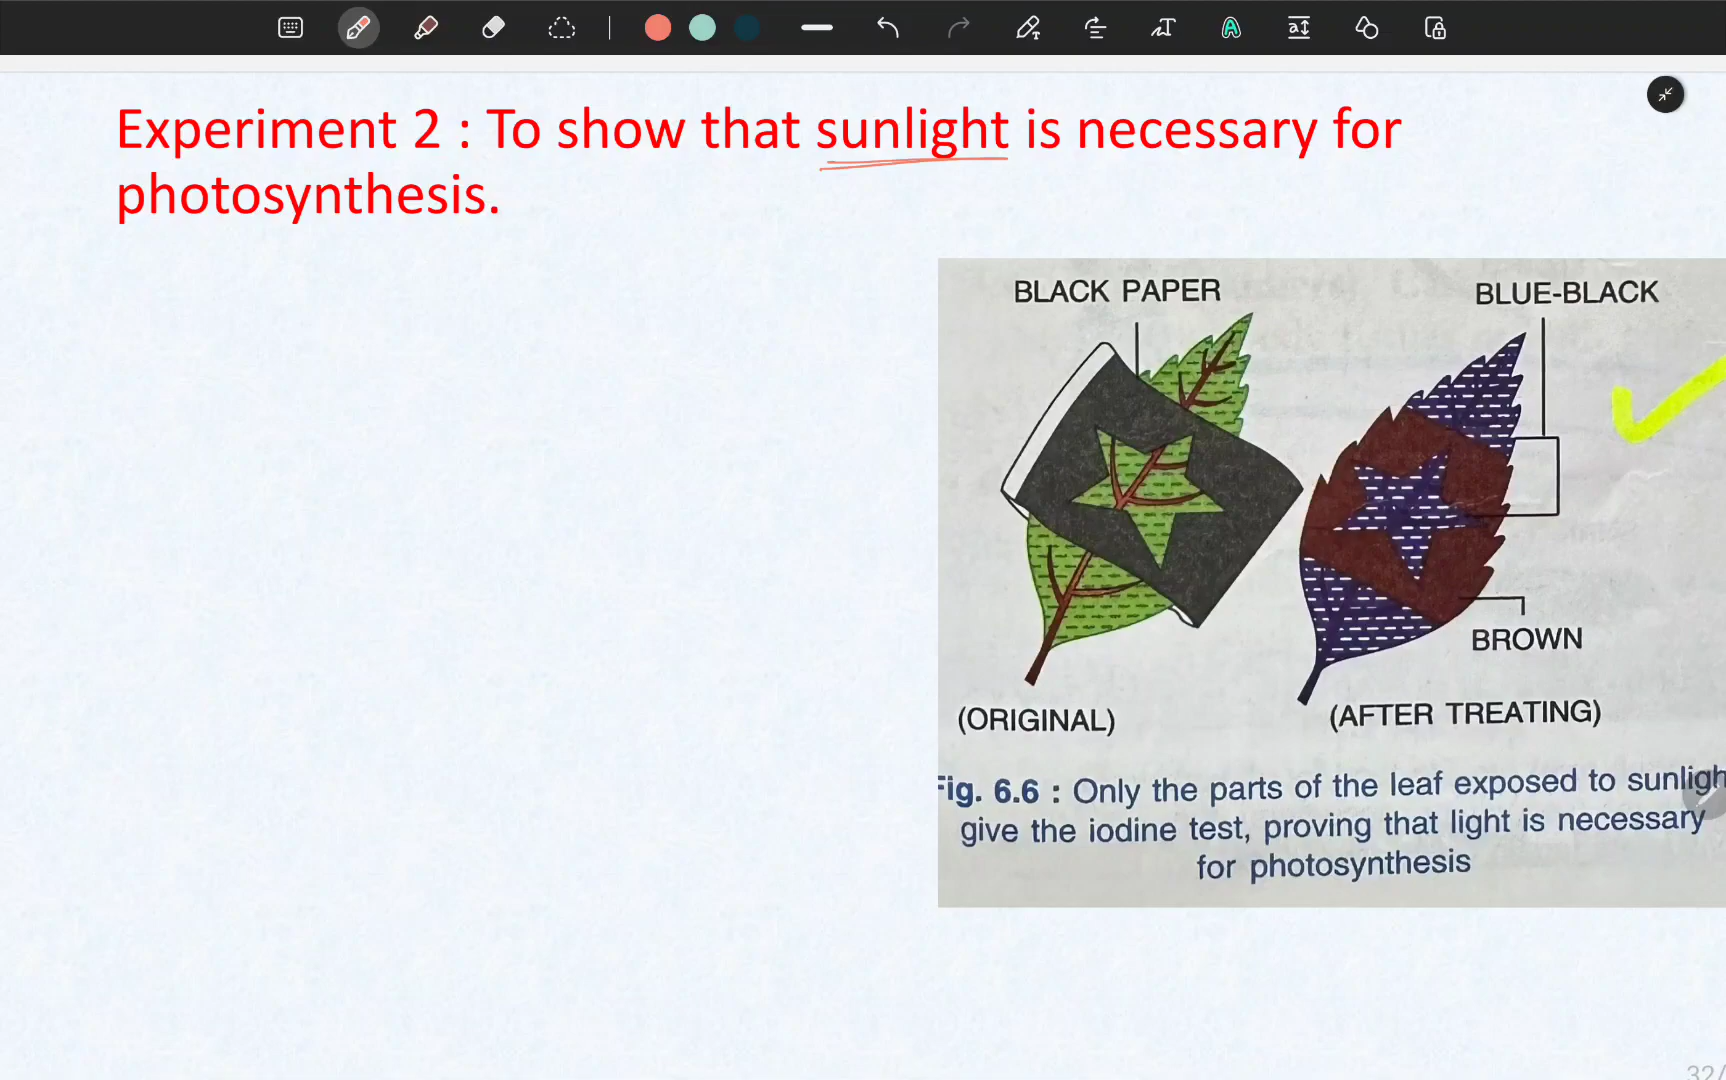 Experiment 2 : To show that sunlight is necessary for
photosynthesis.
BLACK PAPER
BLUE-BLACK
BROWN
(ORIGINAL)
(AFTER TREATING)
Fig. 6.6 : Only the parts of the leaf exposed to sunligh
give the iodine test, proving that light is necessary
for photosynthesis
32/